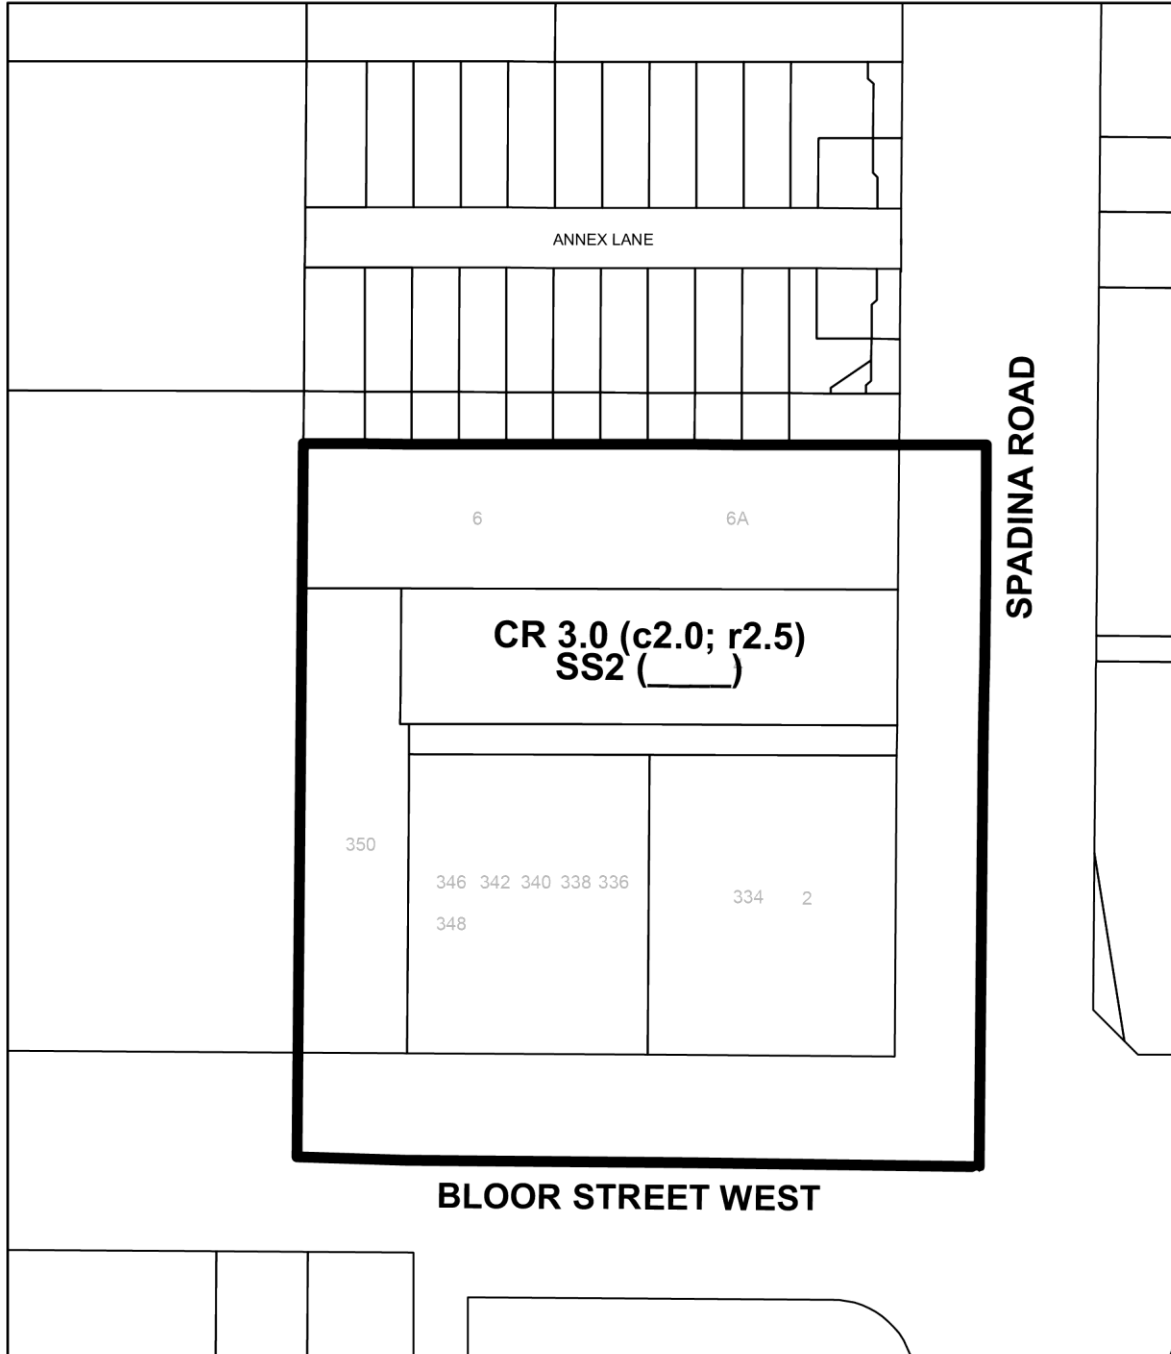 ANNEX LANE
SPADINA ROAD
6 6A
CR 3.0 (c2.0; r2.5)
SS2 (_____)
350
346 342 340 338 336
334 2
348
BLOOR STREET WEST